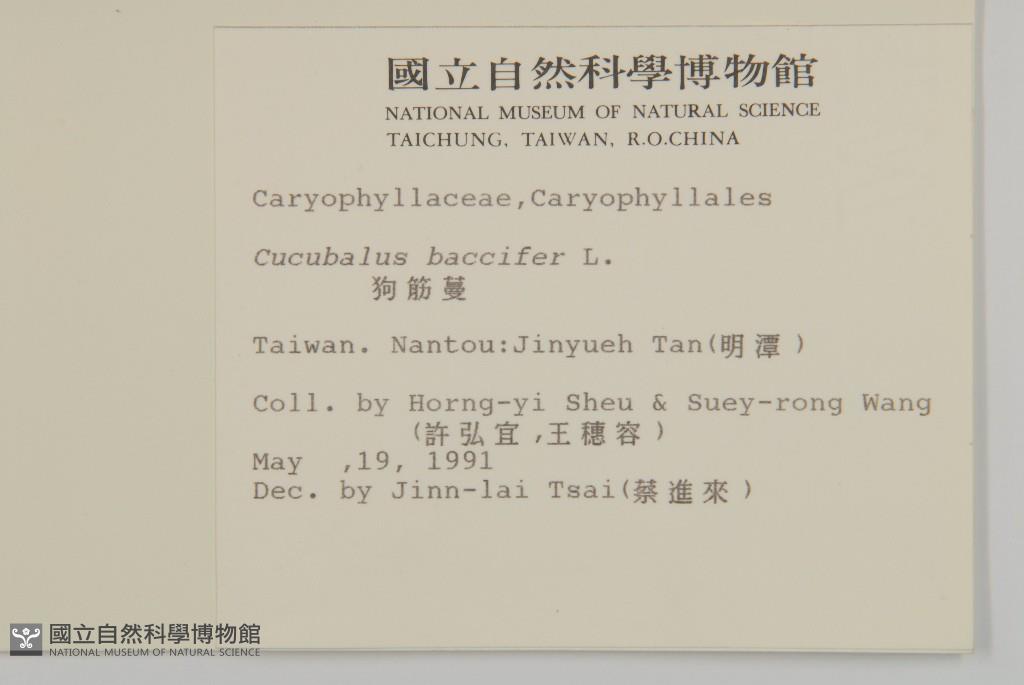 國立自然科學博物館
NATIONAL MUSEUM OF NATURAL SCIENCE
TAICHUNG, TAIWAN, R.O.CHINA
Caryophyllaceae,Caryophyllales
Cucubalus baccifer L.
狗筋蔓
Taiwan. Nantou:Jinyueh Tan(明潭)
Coll. by Horng-yi Sheu & Suey-rong Wang
(許弘宜,王穗容)
May ,19, 1991
Dec. by Jinn-lai Tsai(蔡進來)
國立自然科學博物館
NATIONAL MUSEUM OF NATURAL SCIENCE